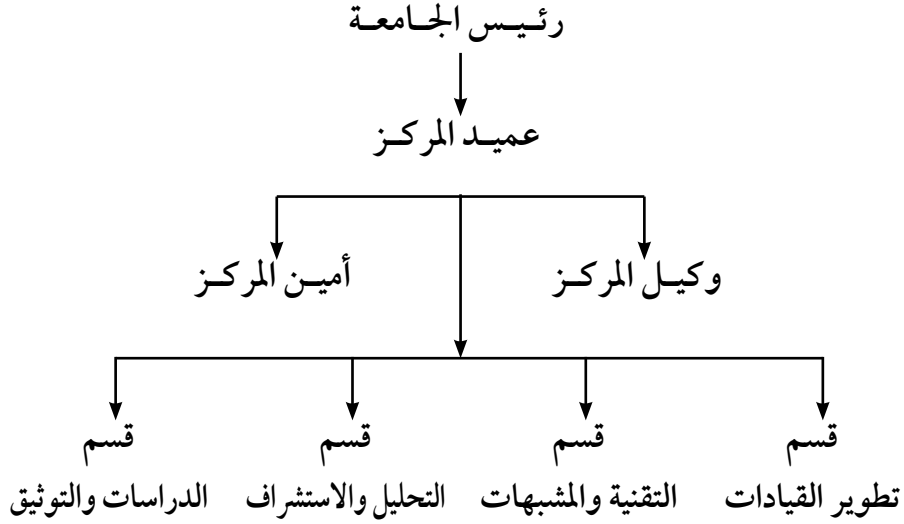 رئيس الجامعة
عميد المركز
وكيل المركز
أمين المركز
قسم
تطوير القيادات
قسم
التقنية والمشبهات
قسم
التحليل والاستشراف
قسم
الدراسات والتوثيق